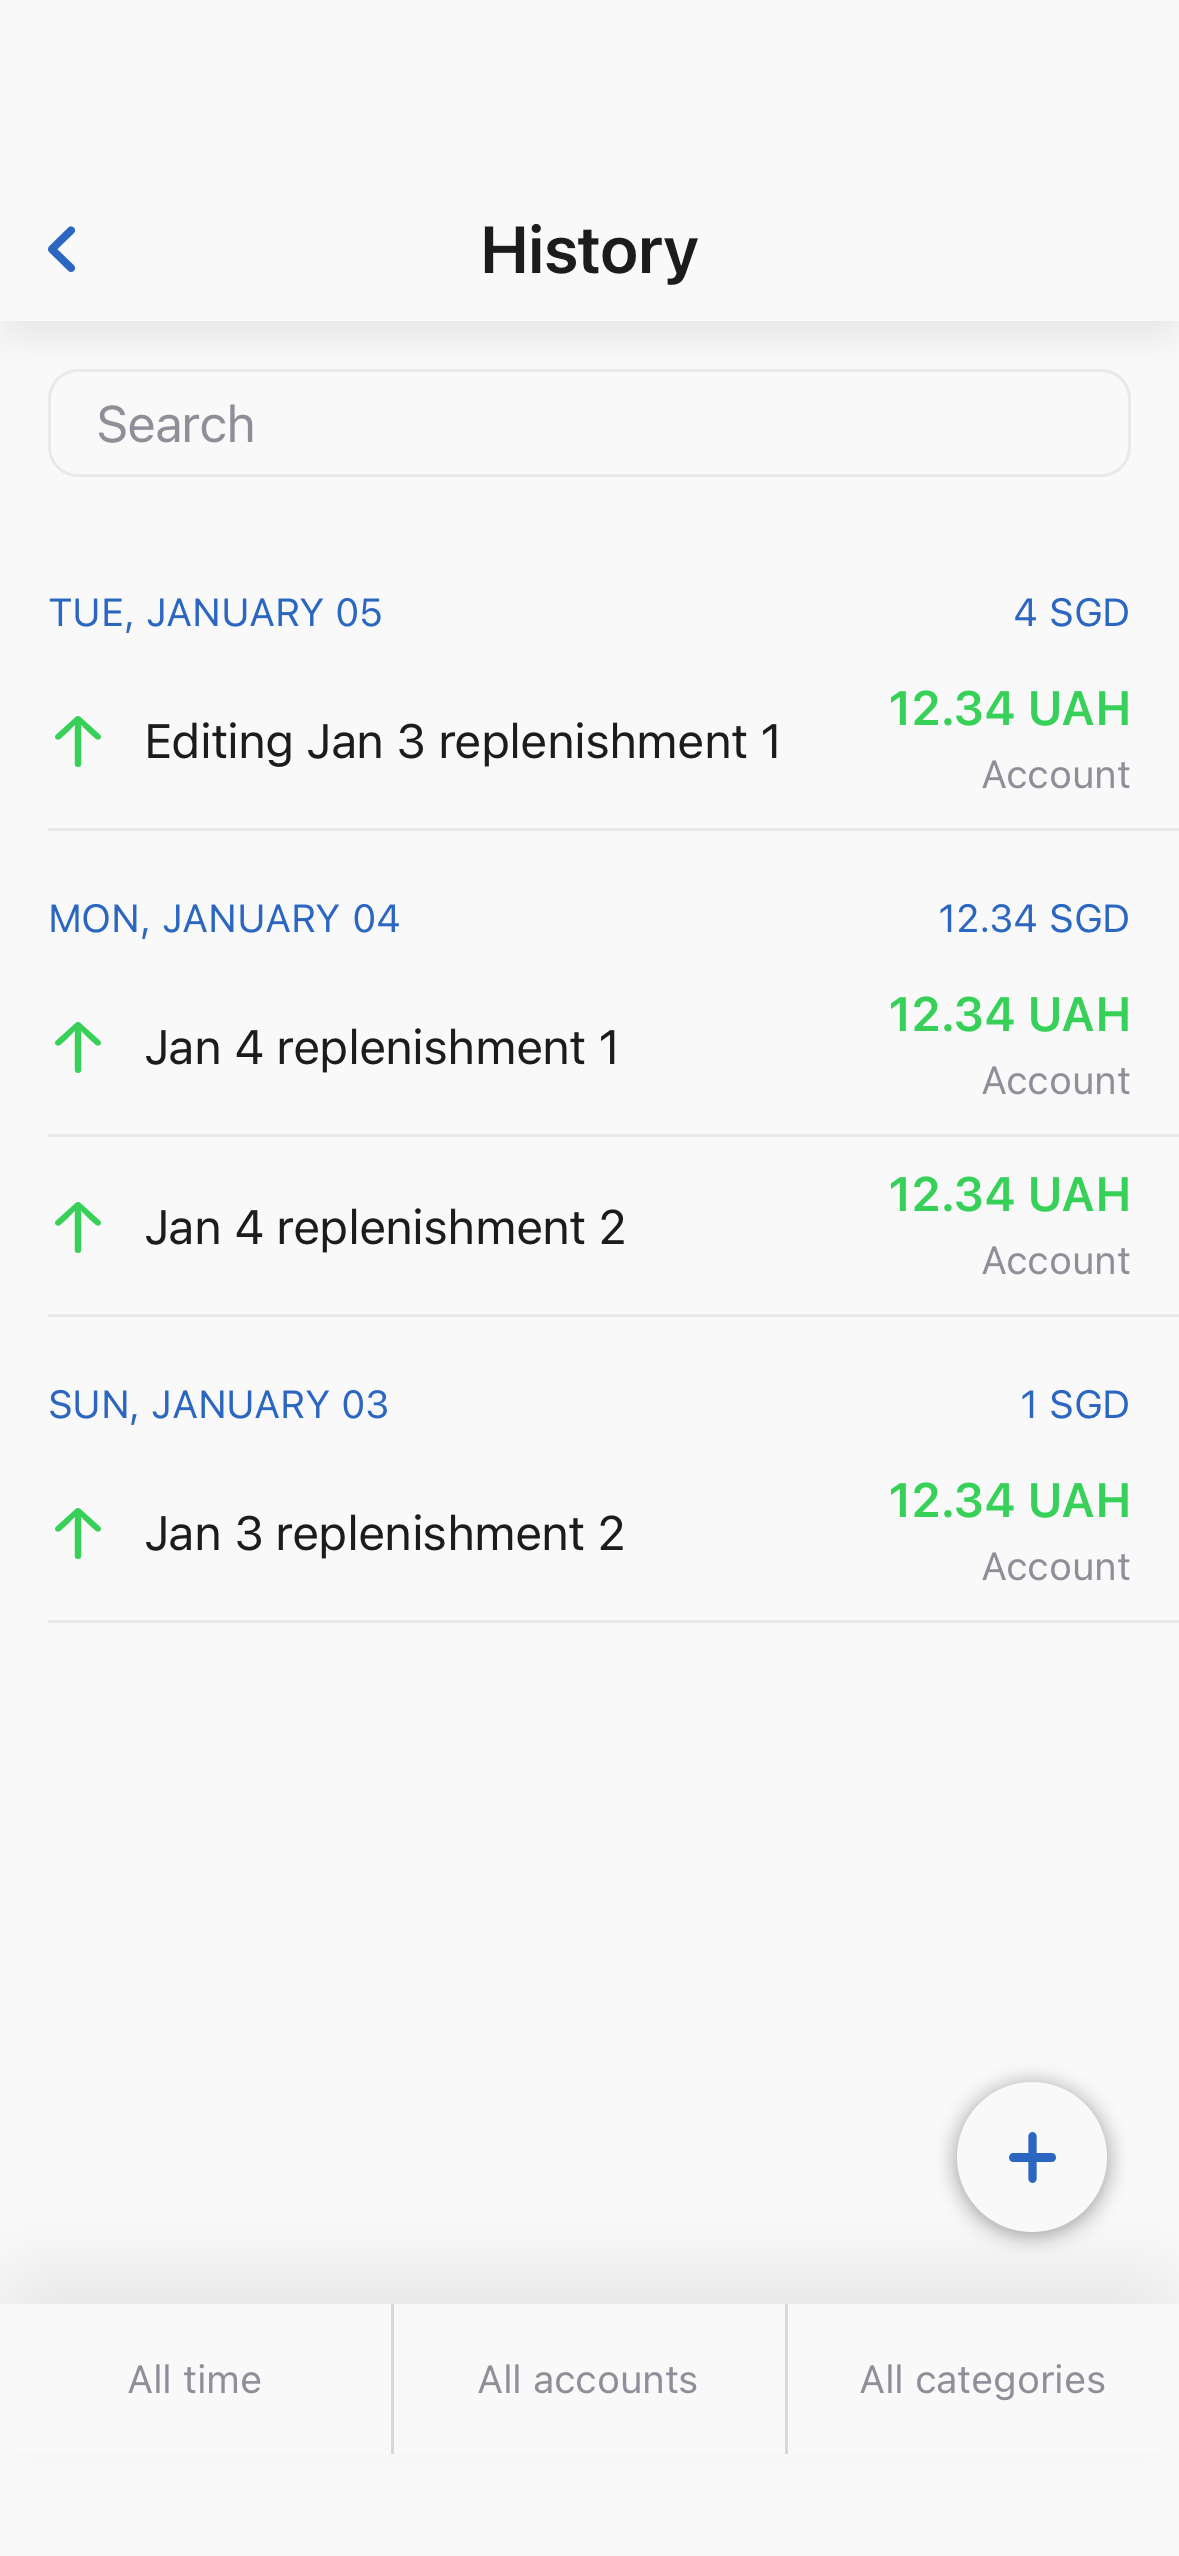 History
Search
TUE, JANUARY 05 4 SGD
Editing Jan 3 replenishment 1 12.34 UAH
Account
MON, JANUARY 04 12.34 SGD
Jan 4 replenishment 1 12.34 UAH
Account
Jan 4 replenishment 2 12.34 UAH
Account
SUN, JANUARY 03 1 SGD
Jan 3 replenishment 2 12.34 UAH
Account
All time All accounts All categories